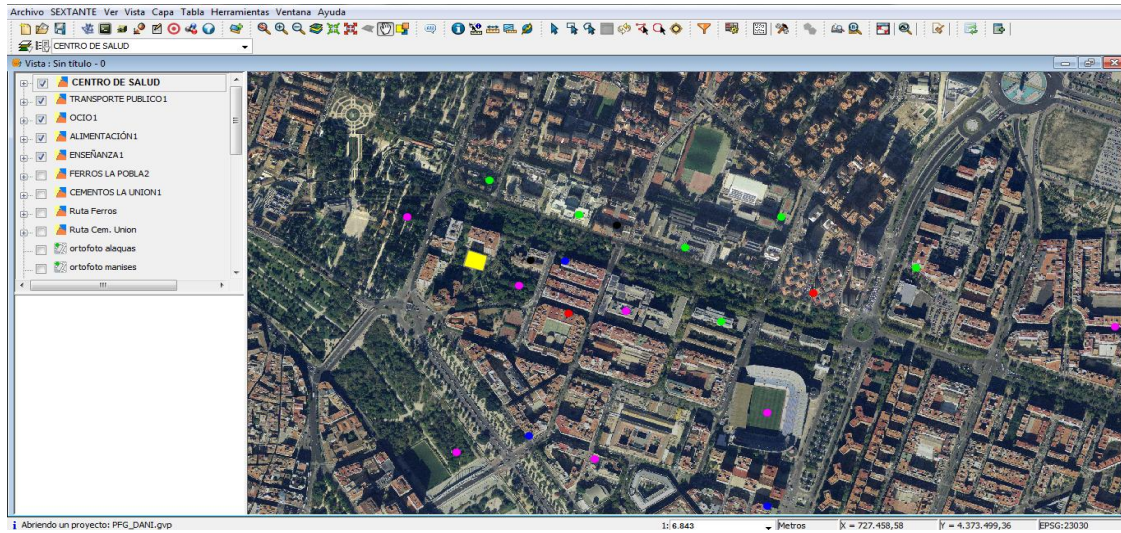 Archivo SEXTANTE Ver Vista Capa Tabla Herramientas Ventana Ayuda
CENTRO DE SALUD
Vista : Sin título - 0
CENTRO DE SALUD
TRANSPORTE PUBLICO1
OCIO1
ALIMENTACIÓN1
ENSEÑANZA1
FERROS LA POBLA2
CEMENTOS LA UNION1
Ruta Ferros
Ruta Cem. Union
ortofoto alaquas
ortofoto manises
Abriendo un proyecto: PFG_DANI.gvp
1: 6.843
Metros
X = 727.458,58
Y = 4.373.499,36
EPSG:23030